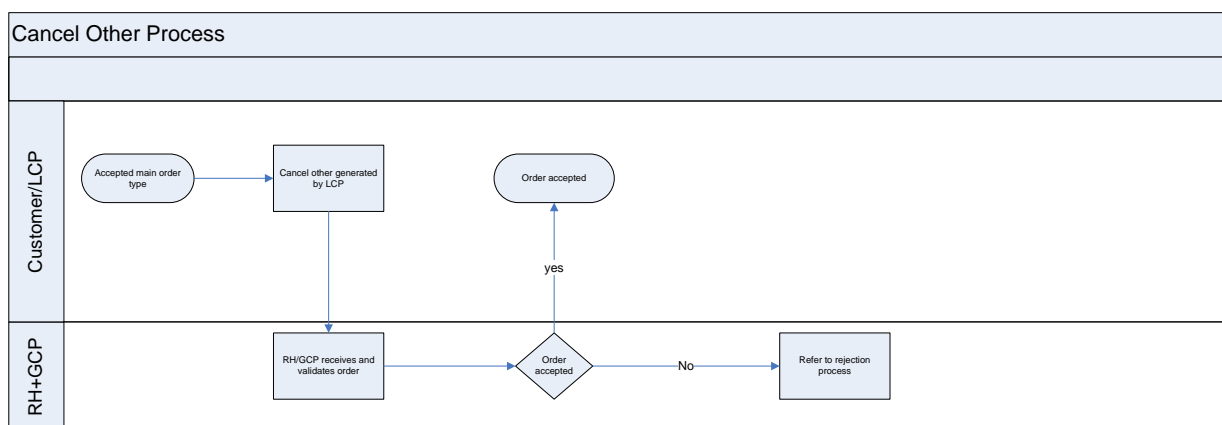 Cancel Other Process
Customer/LCP
Accepted main order
type
Cancel other generated
by LCP
Order accepted
yes
RH+GCP
RH/GCP receives and
validates order
Order
accepted
No
Refer to rejection
process